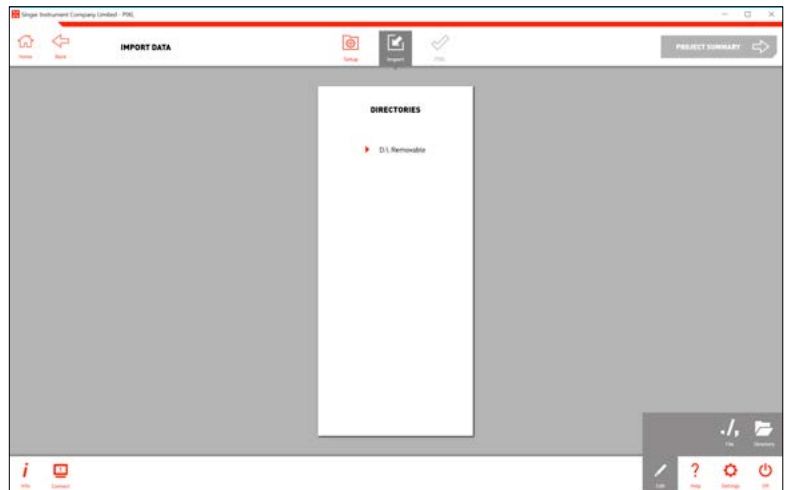 Singer Instrument Company Limited - PIXL
Home
Back
IMPORT DATA
Setup
Import
PIXL
PROJECT SUMMARY
DIRECTORIES
D:\ Removable
File
Directory
Info
Connect
Edit
Help
Settings
Off